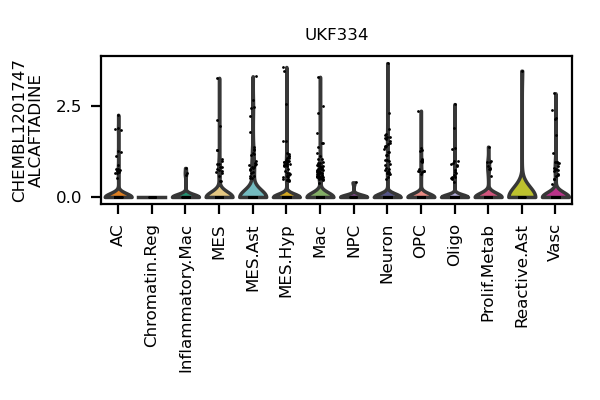 UKF334
CHEMBL1201747
ALCAFTADINE
2.5
0.0
AC
Chromatin.Reg
Inflammatory.Mac
MES
MES.Ast
MES.Hyp
Mac
NPC
Neuron
OPC
Oligo
Prolif.Metab
Reactive.Ast
Vasc